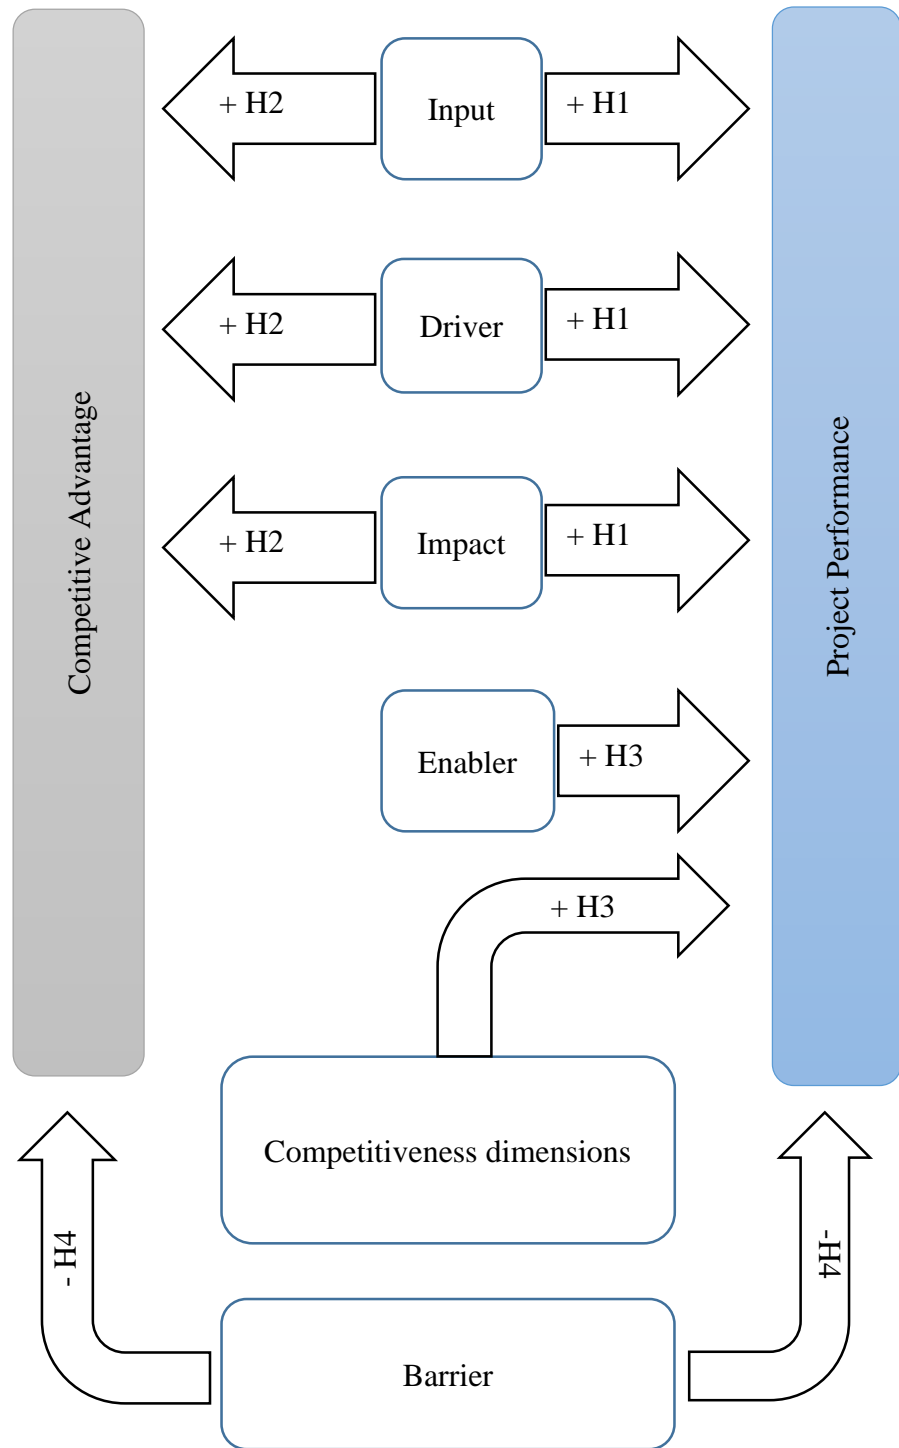 + H2
Input
+ H1
+ H2
Driver
+ H1
Competitive Advantage
Project Performance
+ H2
Impact
+ H1
Enabler
+ H3
+ H3
Competitiveness dimensions
- H4
-H4
Barrier